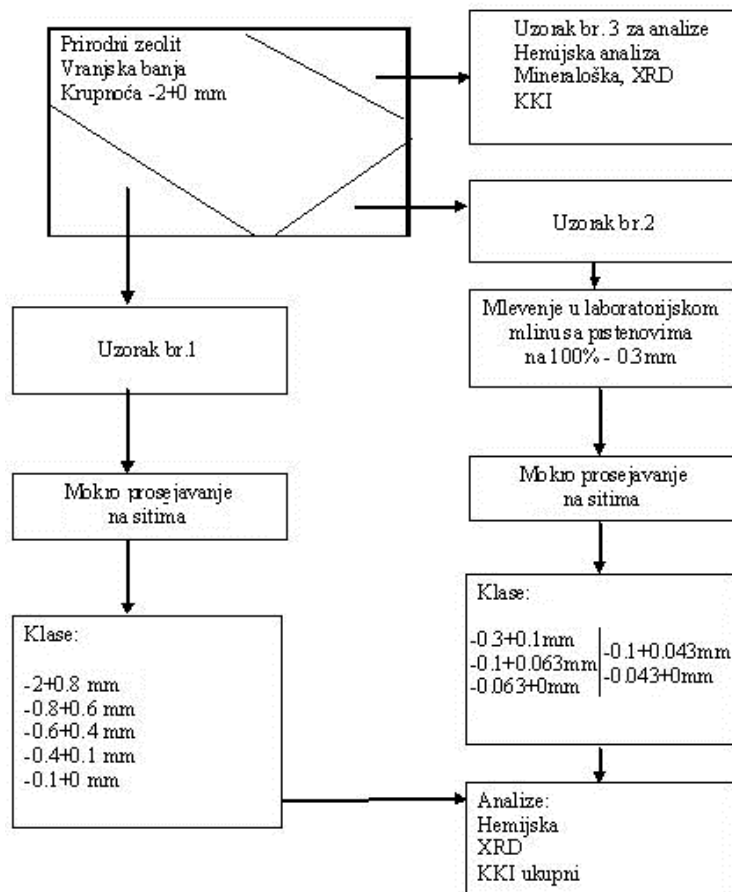 Prirodni zeolit
Vranjska banja
Krupnoća -2+0 mm
Uzorak br. 3 za analize
Hemijska analiza
Mineraloška, XRD
KKI
Uzorak br.2
Mlevenje u laboratorijskom
mlinu sa prstenovima
na 100% - 0.3mm
Uzorak br.1
Mokro prosejavanje
na sitima
Mokro prosejavanje
na sitima
Klase:
-0.3+0.1mm
-0.1+0.063mm
-0.063+0mm
-0.1+0.043mm
-0.043+0mm
Klase:
-2+0.8 mm
-0.8+0.6 mm
-0.6+0.4 mm
-0.4+0.1 mm
-0.1+0 mm
Analize:
Hemijska
XRD
KKI ukupni